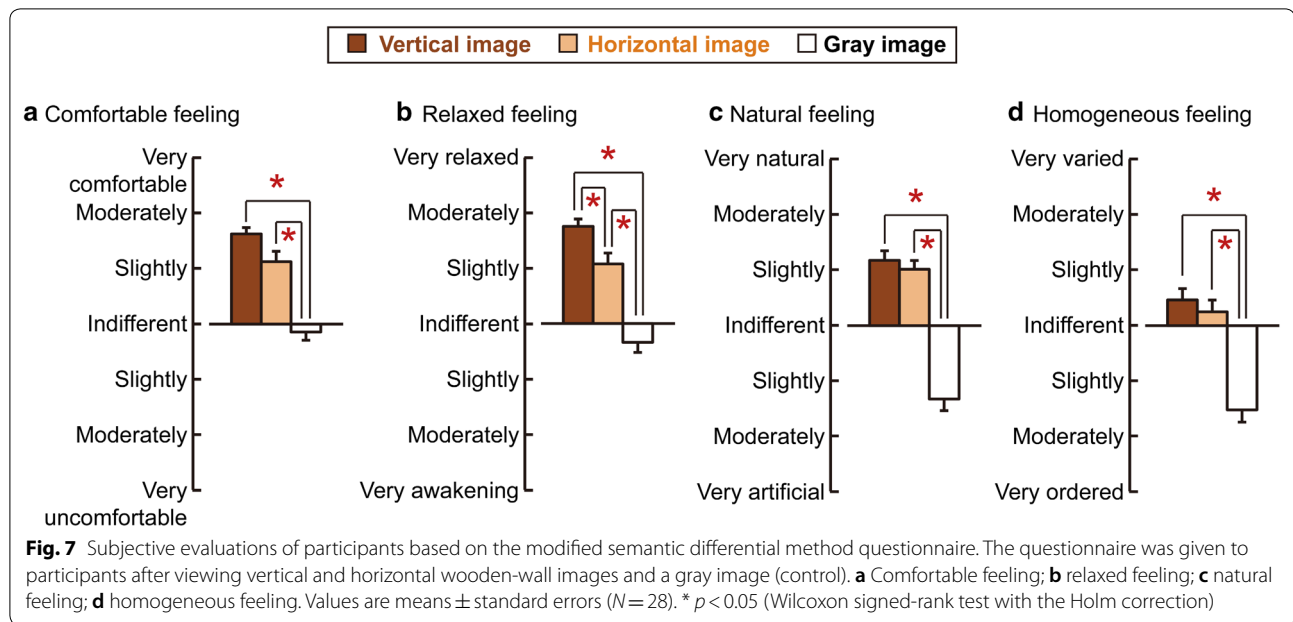 Vertical image Horizontal image Gray image
a Comfortable feeling
Very
comfortable
*
Moderately
*
Slightly
Indifferent
Slightly
Moderately
Very
uncomfortable
b Relaxed feeling
Very relaxed
*
Moderately
* *
Slightly
Indifferent
Slightly
Moderately
Very awakening
c Natural feeling
Very natural
*
Moderately
*
Slightly
Indifferent
Slightly
Moderately
Very artificial
d Homogeneous feeling
Very varied
*
Moderately
*
Slightly
Indifferent
Slightly
Moderately
Very ordered
Fig. 7 Subjective evaluations of participants based on the modified semantic differential method questionnaire. The questionnaire was given to
participants after viewing vertical and horizontal wooden-wall images and a gray image (control). a Comfortable feeling; b relaxed feeling; c natural
feeling; d homogeneous feeling. Values are means ± standard errors (N = 28). * p < 0.05 (Wilcoxon signed-rank test with the Holm correction)